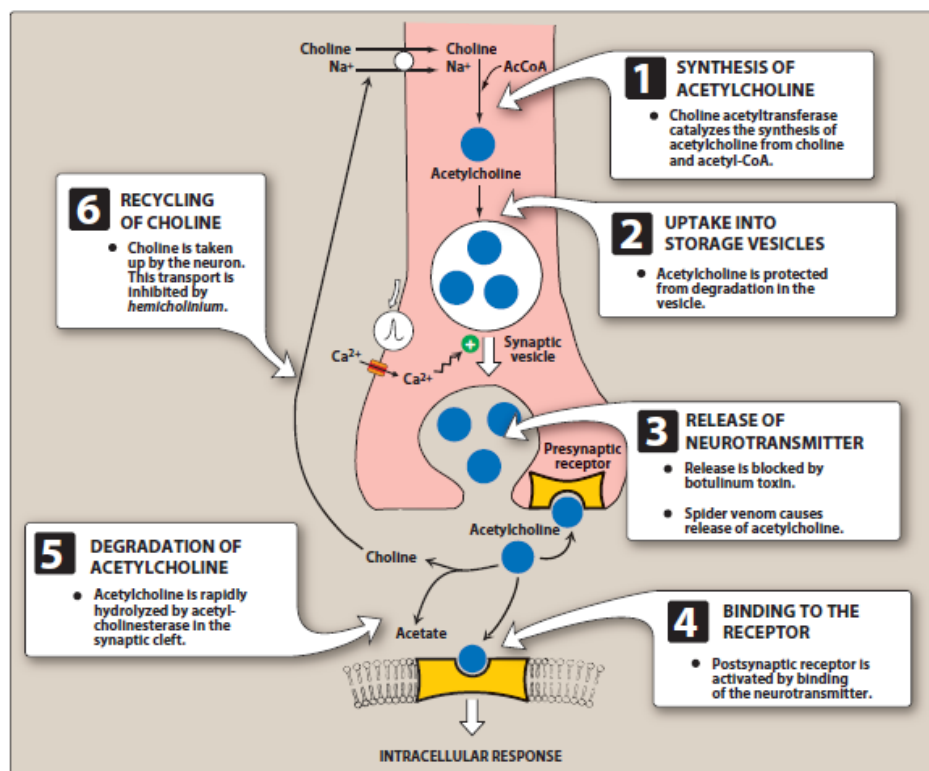 Choline
Na+
Choline
Na+
AcCoA
Acetylcholine
1
SYNTHESIS OF
ACETYLCHOLINE
• Choline acetyltransferase
catalyzes the synthesis of
acetylcholine from choline
and acetyl-CoA.
2
UPTAKE INTO
STORAGE VESICLES
• Acetylcholine is protected
from degradation in the
vesicle.
6
RECYCLING
OF CHOLINE
• Choline is taken
up by the neuron.
This transport is
inhibited by
hemicholinium.
Ca2+
Ca2+
+
Synaptic
vesicle
3
RELEASE OF
NEUROTRANSMITTER
• Release is blocked by
botulinum toxin.
• Spider venom causes
release of acetylcholine.
Presynaptic
receptor
Acetylcholine
Choline
Acetate
5
DEGRADATION OF
ACETYLCHOLINE
• Acetylcholine is rapidly
hydrolyzed by acetyl-
cholinesterase in the
synaptic cleft.
4
BINDING TO THE
RECEPTOR
• Postsynaptic receptor is
activated by binding
of the neurotransmitter.
INTRACELLULAR RESPONSE